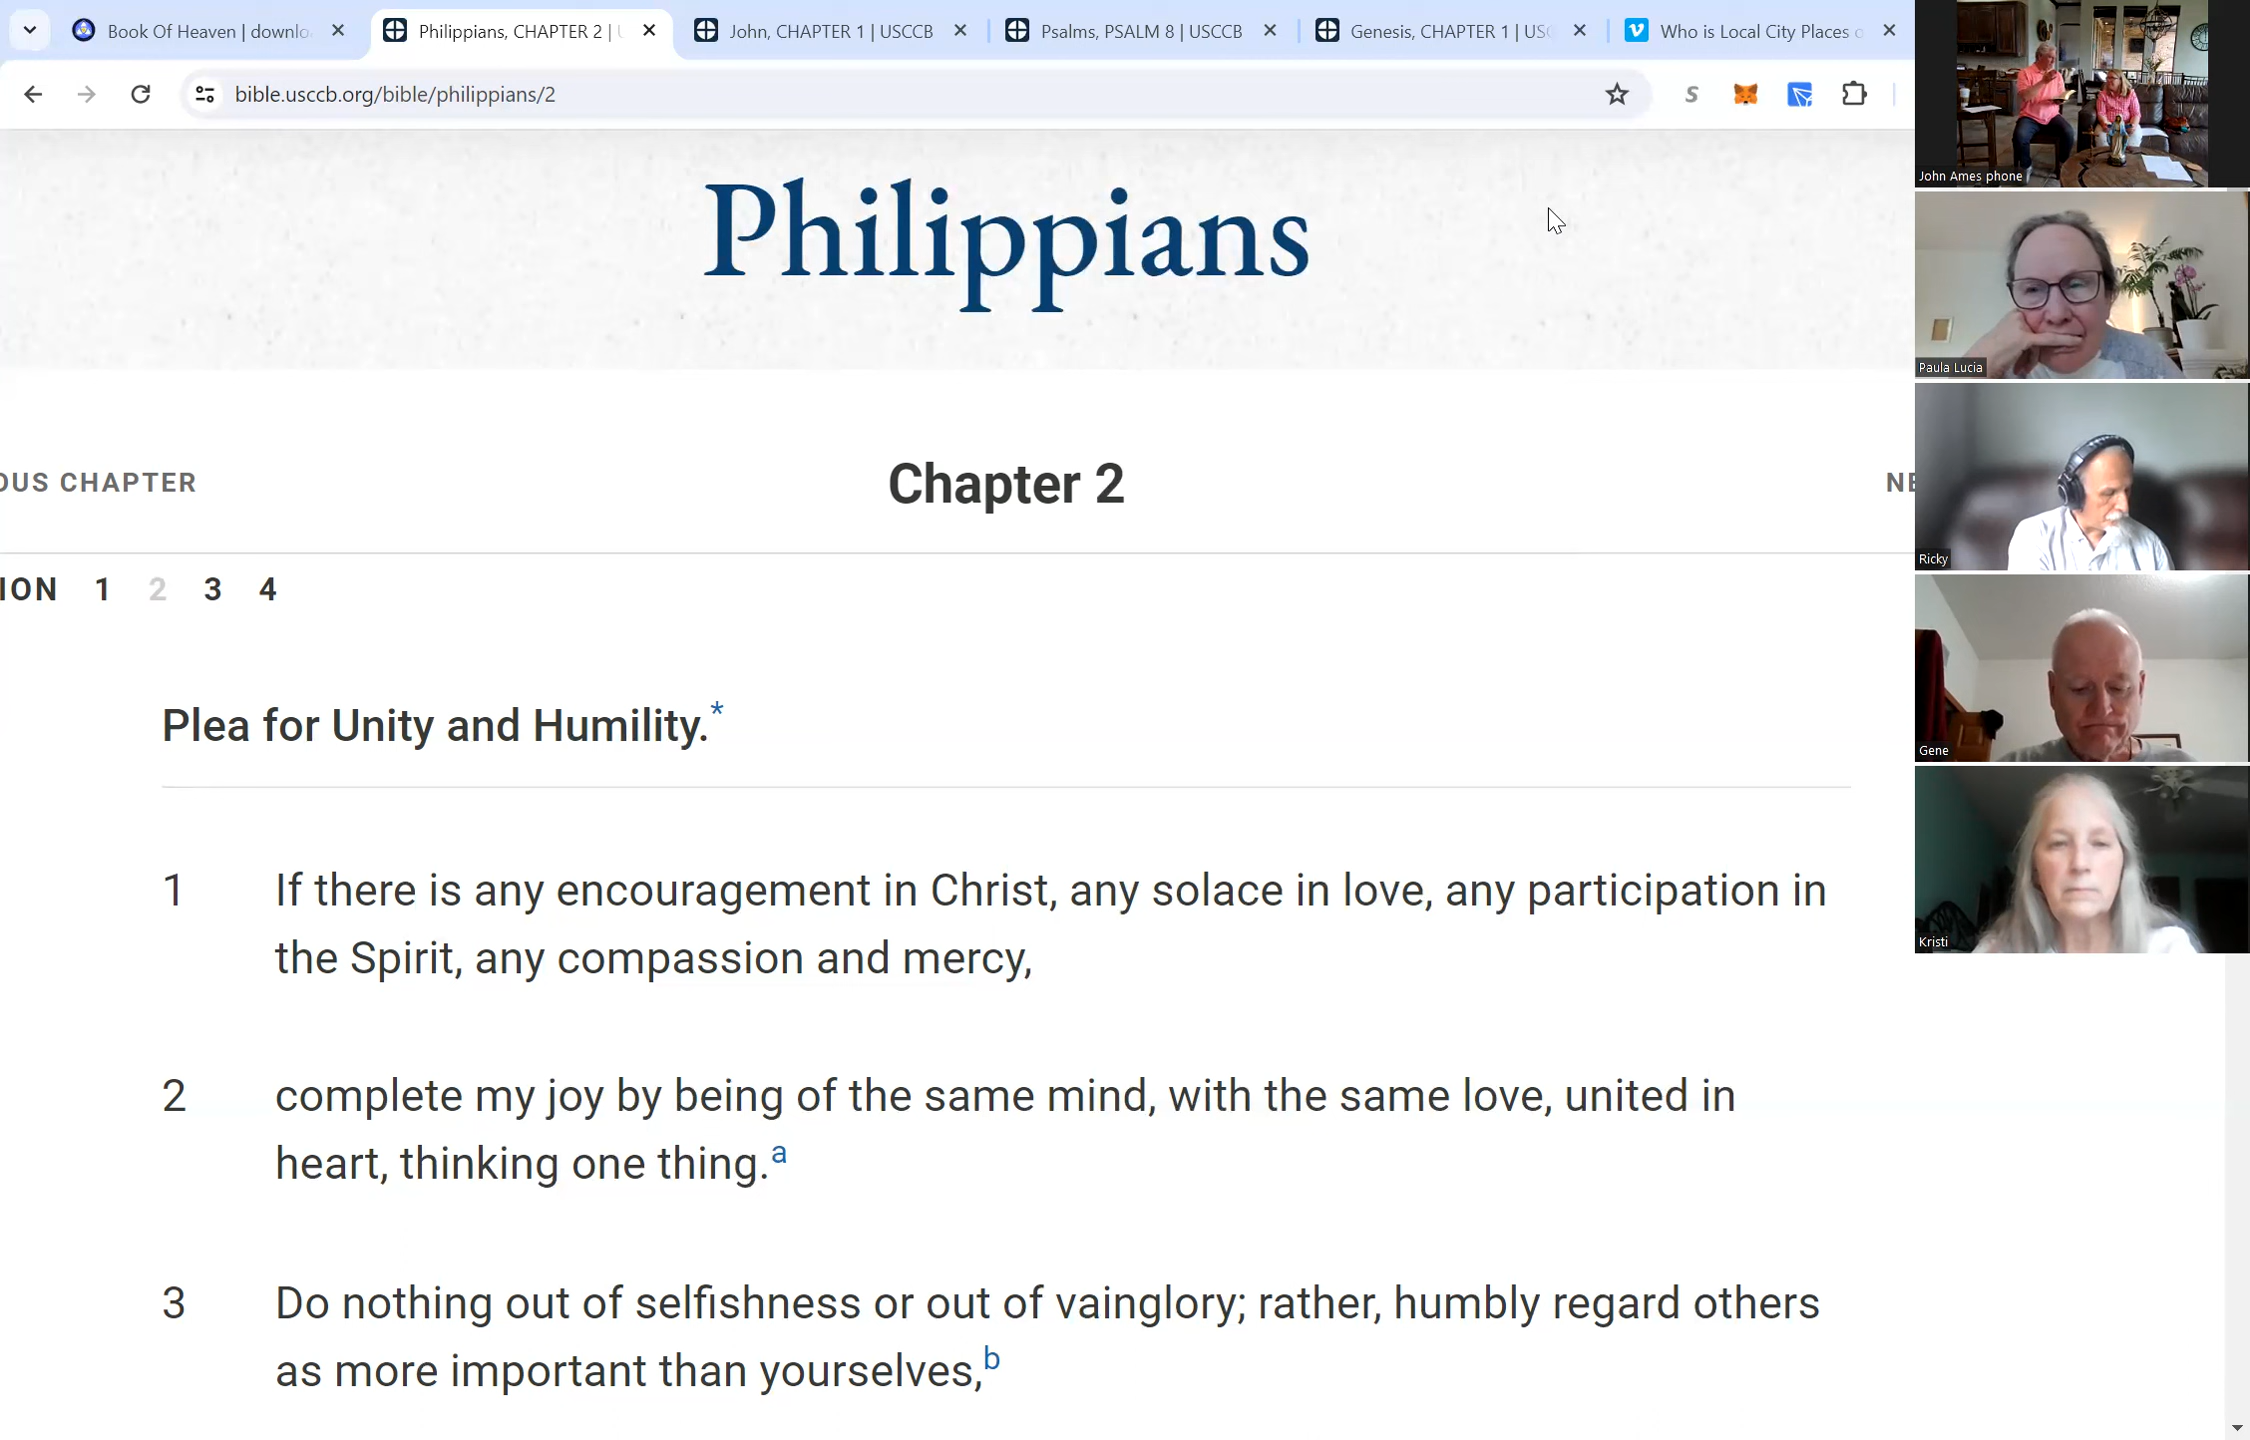 Book Of Heaven | downlo
Philippians, CHAPTER 2 | U
John, CHAPTER 1 | USCCB
Psalms, PSALM 8 | USCCB
Genesis, CHAPTER 1 | USC
Who is Local City Places o
bible.usccb.org/bible/philippians/2
John Ames phone
Philippians
Paula Lucia
OUS CHAPTER
Chapter 2
NE
Ricky
ION 1 2 3 4
Plea for Unity and Humility.*
Gene
1 If there is any encouragement in Christ, any solace in love, any participation in
the Spirit, any compassion and mercy,
Kristi
2 complete my joy by being of the same mind, with the same love, united in
heart, thinking one thing.a
3 Do nothing out of selfishness or out of vainglory; rather, humbly regard others
as more important than yourselves,b